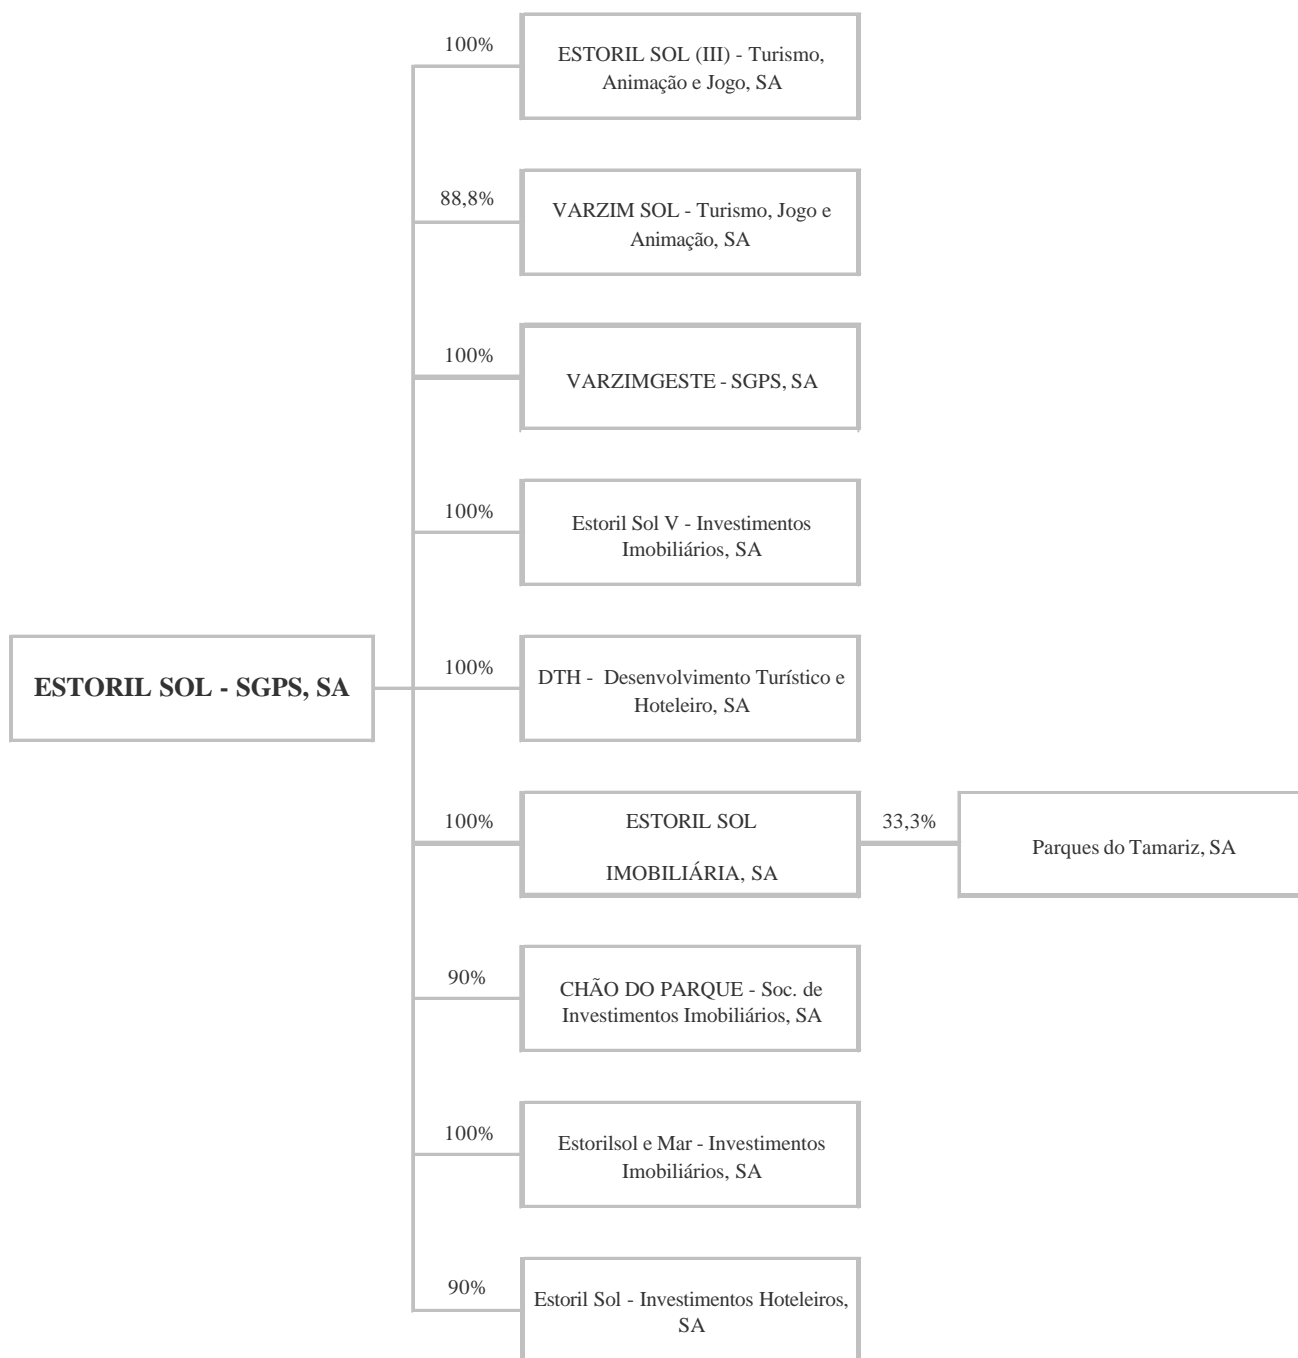 100%
ESTORIL SOL (III) - Turismo,
Animação e Jogo, SA
88,8%
VARZIM SOL - Turismo, Jogo e
Animação, SA
100%
VARZIMGESTE - SGPS, SA
100%
Estoril Sol V - Investimentos
Imobiliários, SA
ESTORIL SOL - SGPS, SA
100%
DTH - Desenvolvimento Turístico e
Hoteleiro, SA
100%
ESTORIL SOL
IMOBILIÁRIA, SA
33,3%
Parques do Tamariz, SA
90%
CHÃO DO PARQUE - Soc. de
Investimentos Imobiliários, SA
100%
Estorilsol e Mar - Investimentos
Imobiliários, SA
90%
Estoril Sol - Investimentos Hoteleiros,
SA